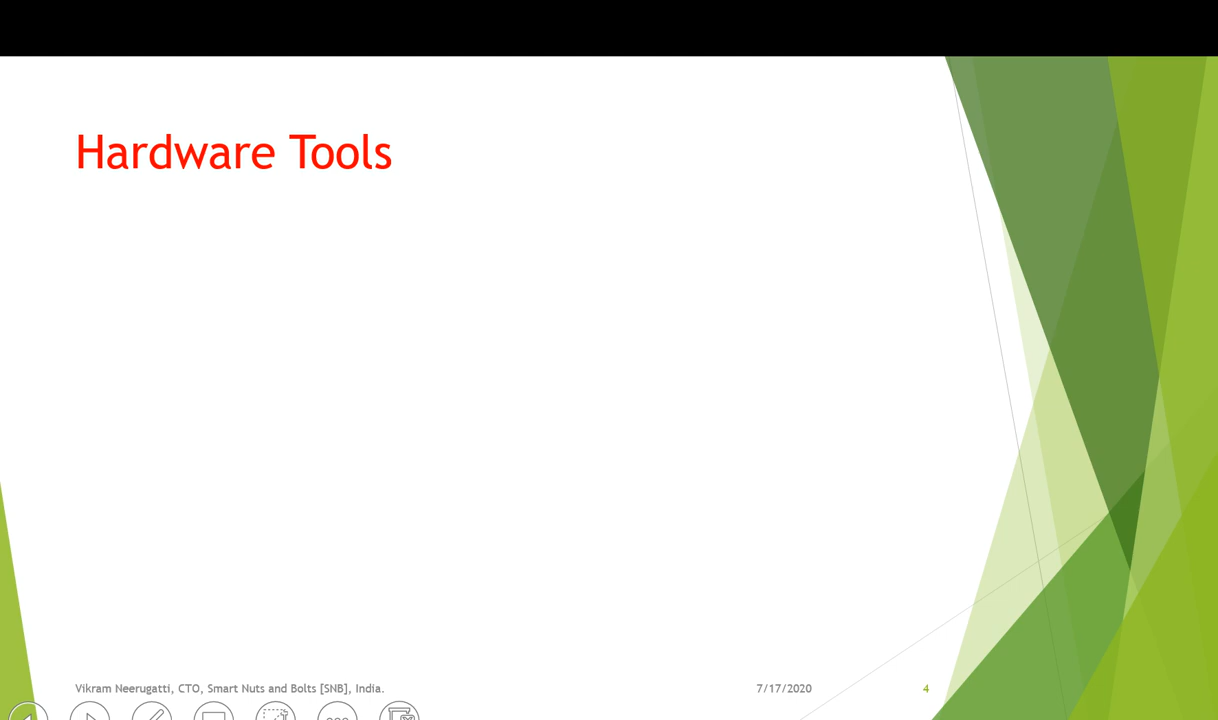 Hardware Tools
Vikram Neerugatti, CTO, Smart Nuts and Bolts [SNB], India.
7/17/2020
4